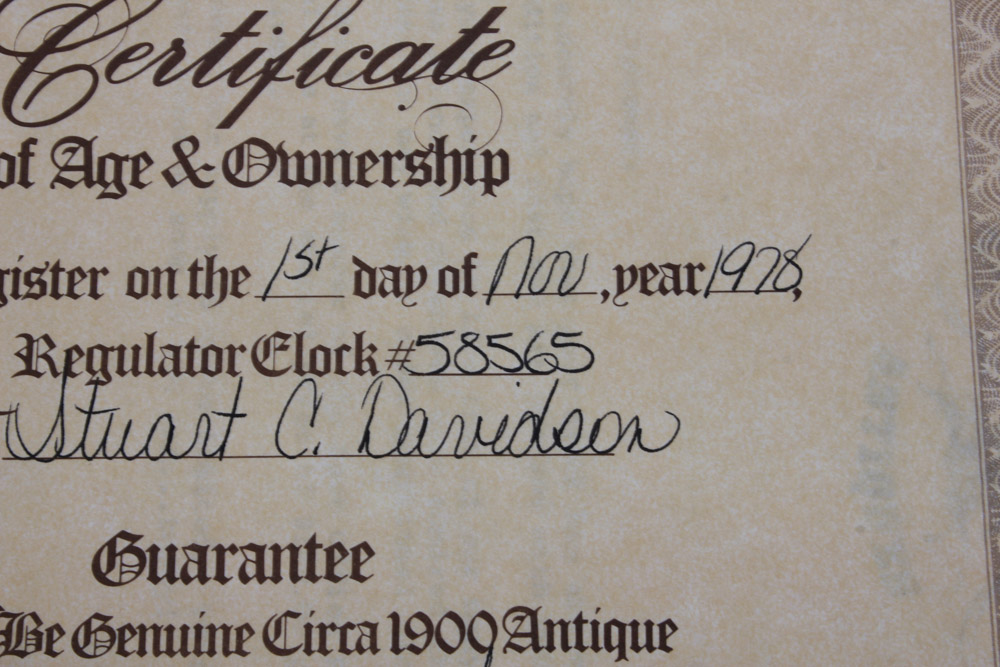 Certificate
of Age & Ownership
gister on the 1st day of Nov, year 1978,
Regulator Clock #58565
Stuart C. Davidson
Guarantee
Be Genuine Circa 1900 Antique